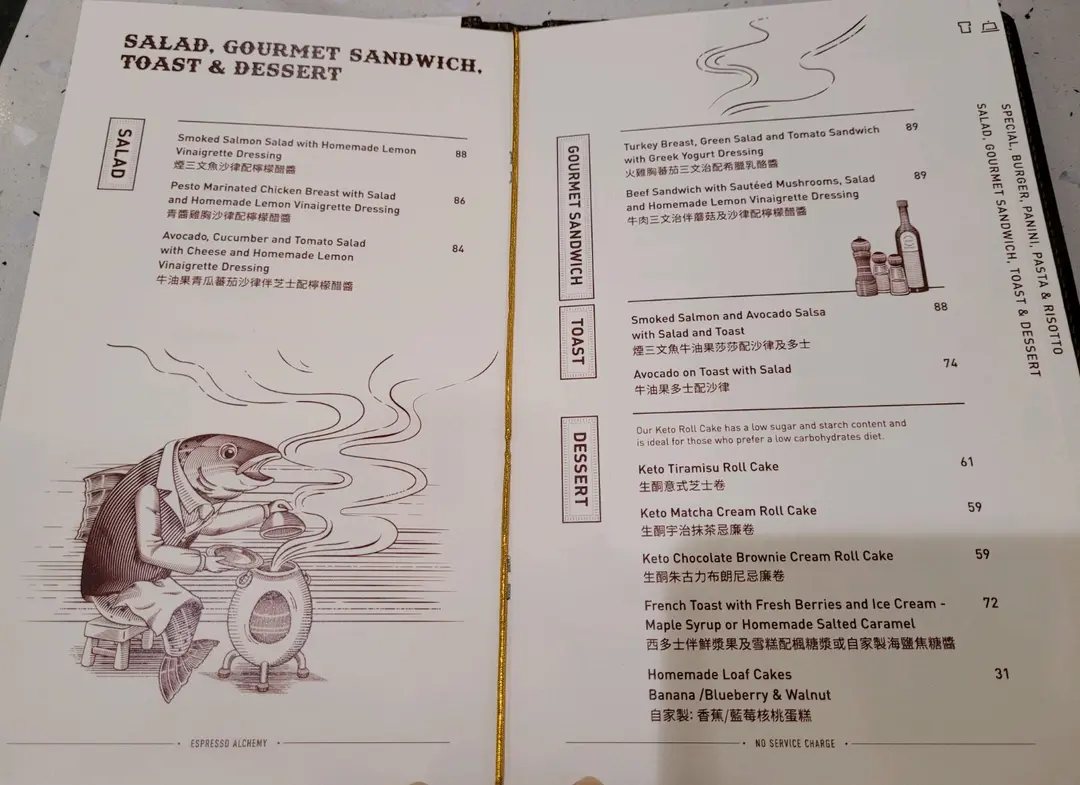 SALAD, GOURMET SANDWICH,
TOAST & DESSERT
SALAD
Smoked Salmon Salad with Homemade Lemon 88
Vinaigrette Dressing
煙三文魚沙律配檸檬醋醬
Pesto Marinated Chicken Breast with Salad 86
and Homemade Lemon Vinaigrette Dressing
青醬雞胸沙律配檸檬醋醬
Avocado, Cucumber and Tomato Salad 84
with Cheese and Homemade Lemon
Vinaigrette Dressing
牛油果青瓜蕃茄沙律伴芝士配檸檬醋醬
ESPRESSO ALCHEMY
GOURMET SANDWICH
Turkey Breast, Green Salad and Tomato Sandwich 89
with Greek Yogurt Dressing
火雞胸蕃茄三文治配希臘乳酪醬
Beef Sandwich with Sautéed Mushrooms, Salad 89
and Homemade Lemon Vinaigrette Dressing
牛肉三文治伴蘑菇及沙律配檸檬醋醬
TOAST
Smoked Salmon and Avocado Salsa 88
with Salad and Toast
煙三文魚牛油果莎莎配沙律及多士
Avocado on Toast with Salad 74
牛油果多士配沙律
DESSERT
Our Keto Roll Cake has a low sugar and starch content and
is ideal for those who prefer a low carbohydrates diet.
Keto Tiramisu Roll Cake 61
生酮意式芝士卷
Keto Matcha Cream Roll Cake 59
生酮宇治抹茶忌廉卷
Keto Chocolate Brownie Cream Roll Cake 59
生酮朱古力布朗尼忌廉卷
French Toast with Fresh Berries and Ice Cream - 72
Maple Syrup or Homemade Salted Caramel
西多士伴鮮漿果及雪糕配楓糖漿或自家製海鹽焦糖醬
Homemade Loaf Cakes 31
Banana /Blueberry & Walnut
自家製: 香蕉/藍莓核桃蛋糕
NO SERVICE CHARGE
SPECIAL, BURGER, PANINI, PASTA & RISOTTO
SALAD, GOURMET SANDWICH, TOAST & DESSERT